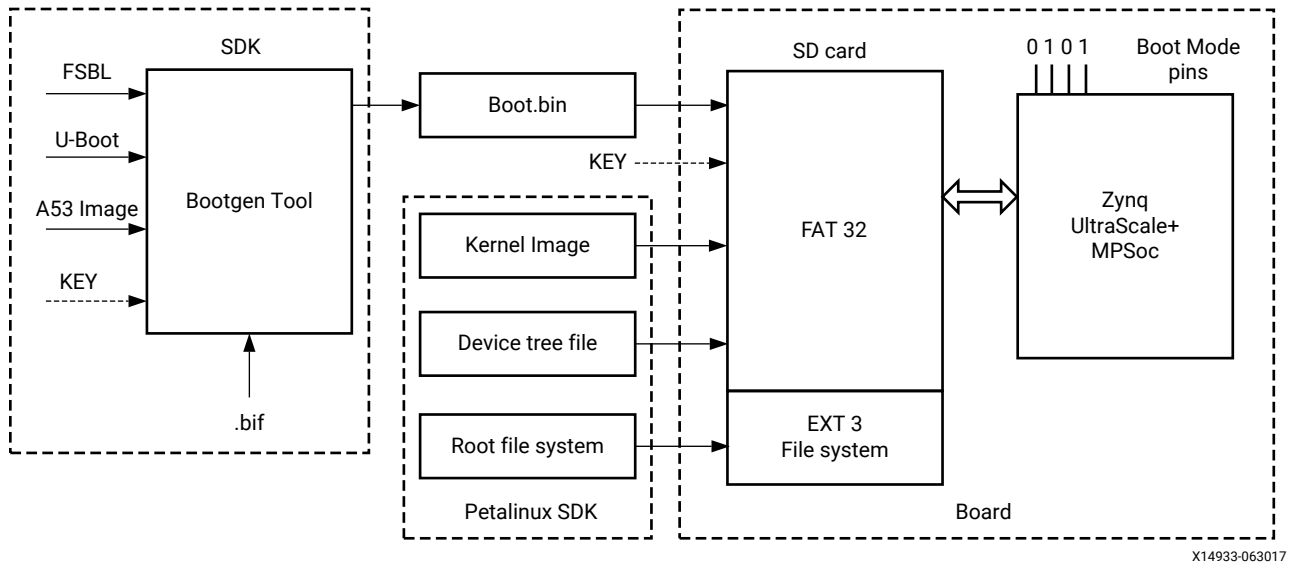 SDK
FSBL
U-Boot
A53 Image
KEY
Bootgen Tool
.bif
Boot.bin
KEY
Kernel Image
Device tree file
Root file system
Petalinux SDK
SD card
FAT 32
EXT 3
File system
0 1 0 1
Boot Mode
pins
Zynq
UltraScale+
MPSoc
Board
X14933-063017